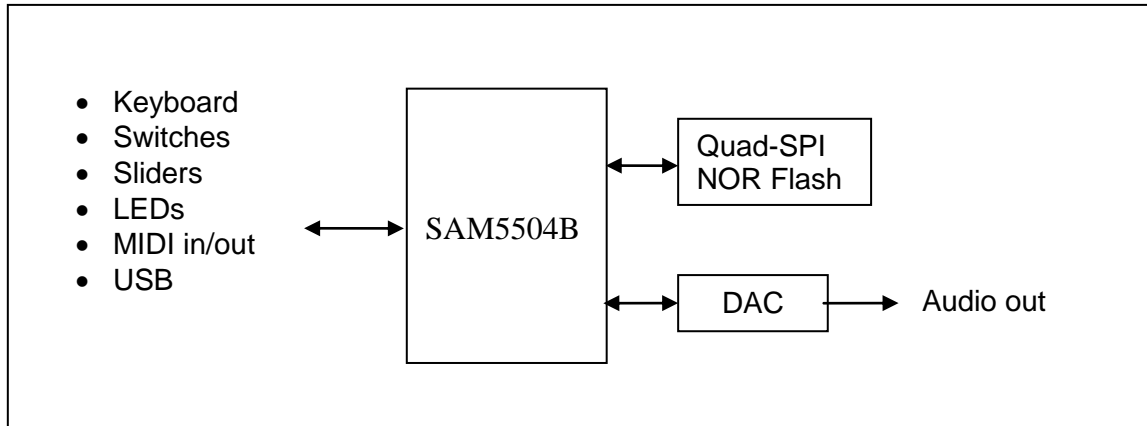 • Keyboard
• Switches
• Sliders
• LEDs
• MIDI in/out
• USB
SAM5504B
Quad-SPI
NOR Flash
DAC
Audio out